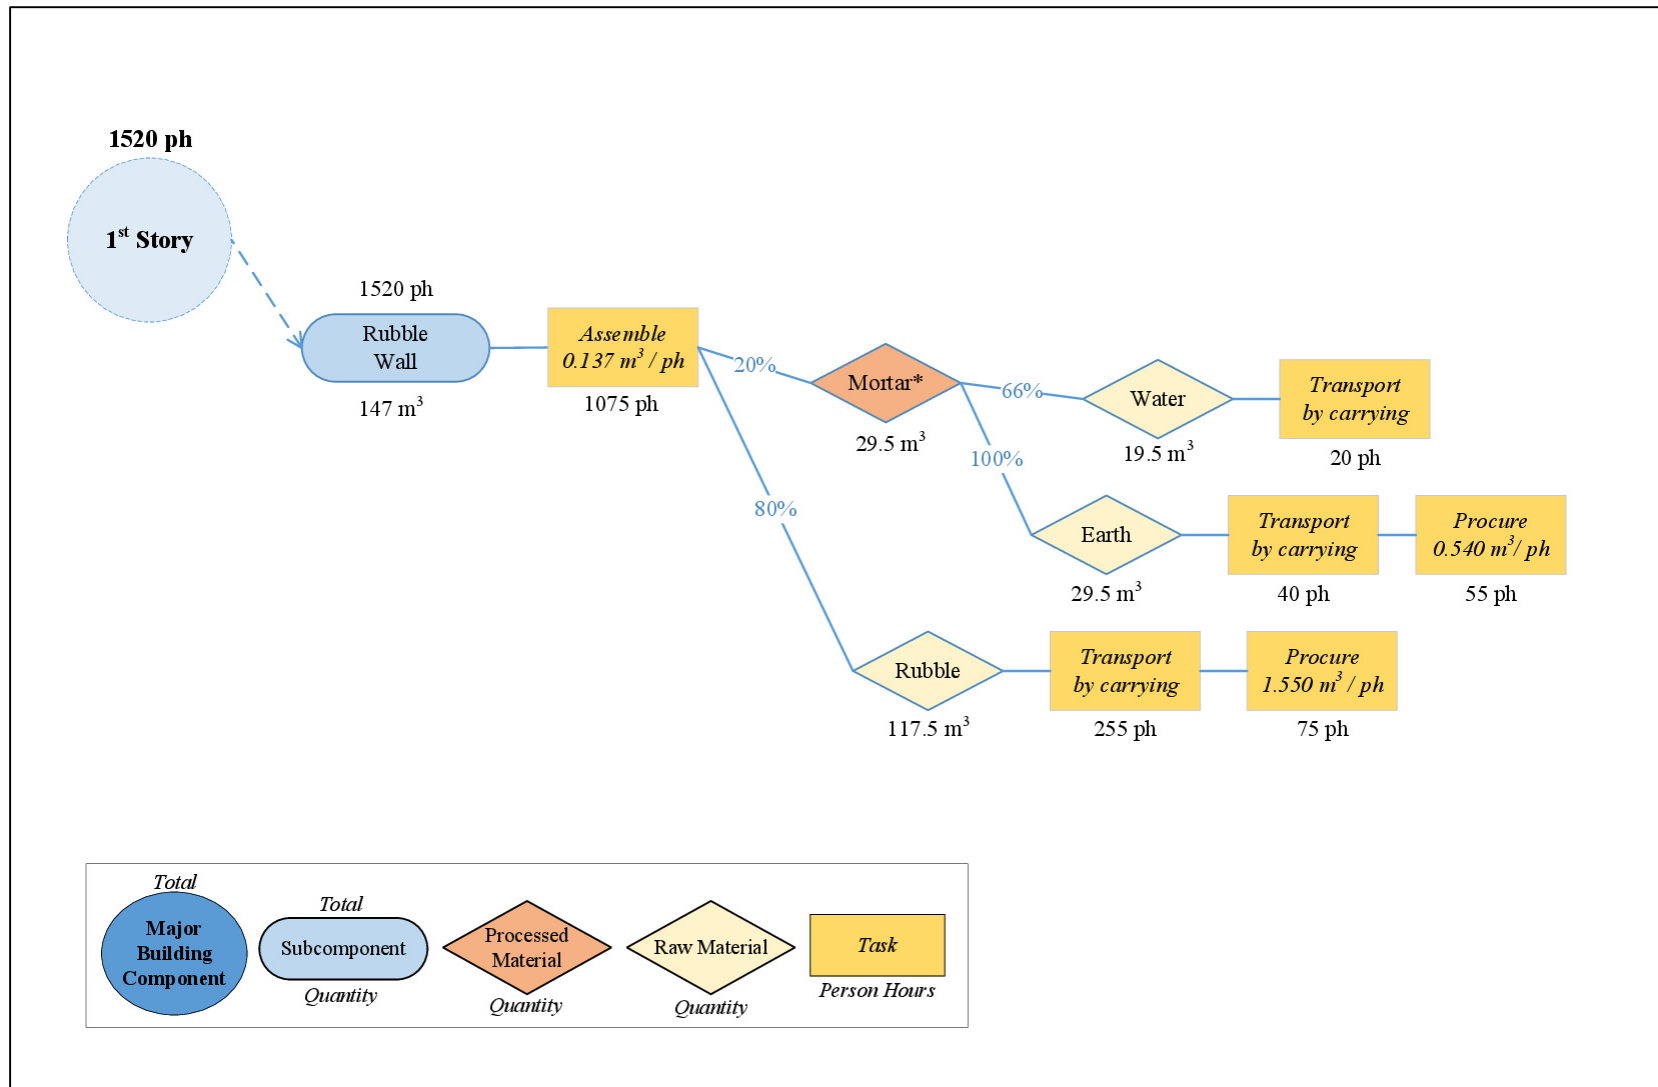 1520 ph
1st Story
1520 ph
Rubble
Wall
147 m3
Assemble
0.137 m3 / ph
1075 ph
20%
80%
Mortar*
29.5 m3
66%
100%
Water
19.5 m3
Transport
by carrying
20 ph
Earth
29.5 m3
Transport
by carrying
40 ph
Procure
0.540 m3 / ph
55 ph
Rubble
117.5 m3
Transport
by carrying
255 ph
Procure
1.550 m3 / ph
75 ph
Total
Major
Building
Component
Total
Subcomponent
Quantity
Processed
Material
Quantity
Raw Material
Quantity
Task
Person Hours